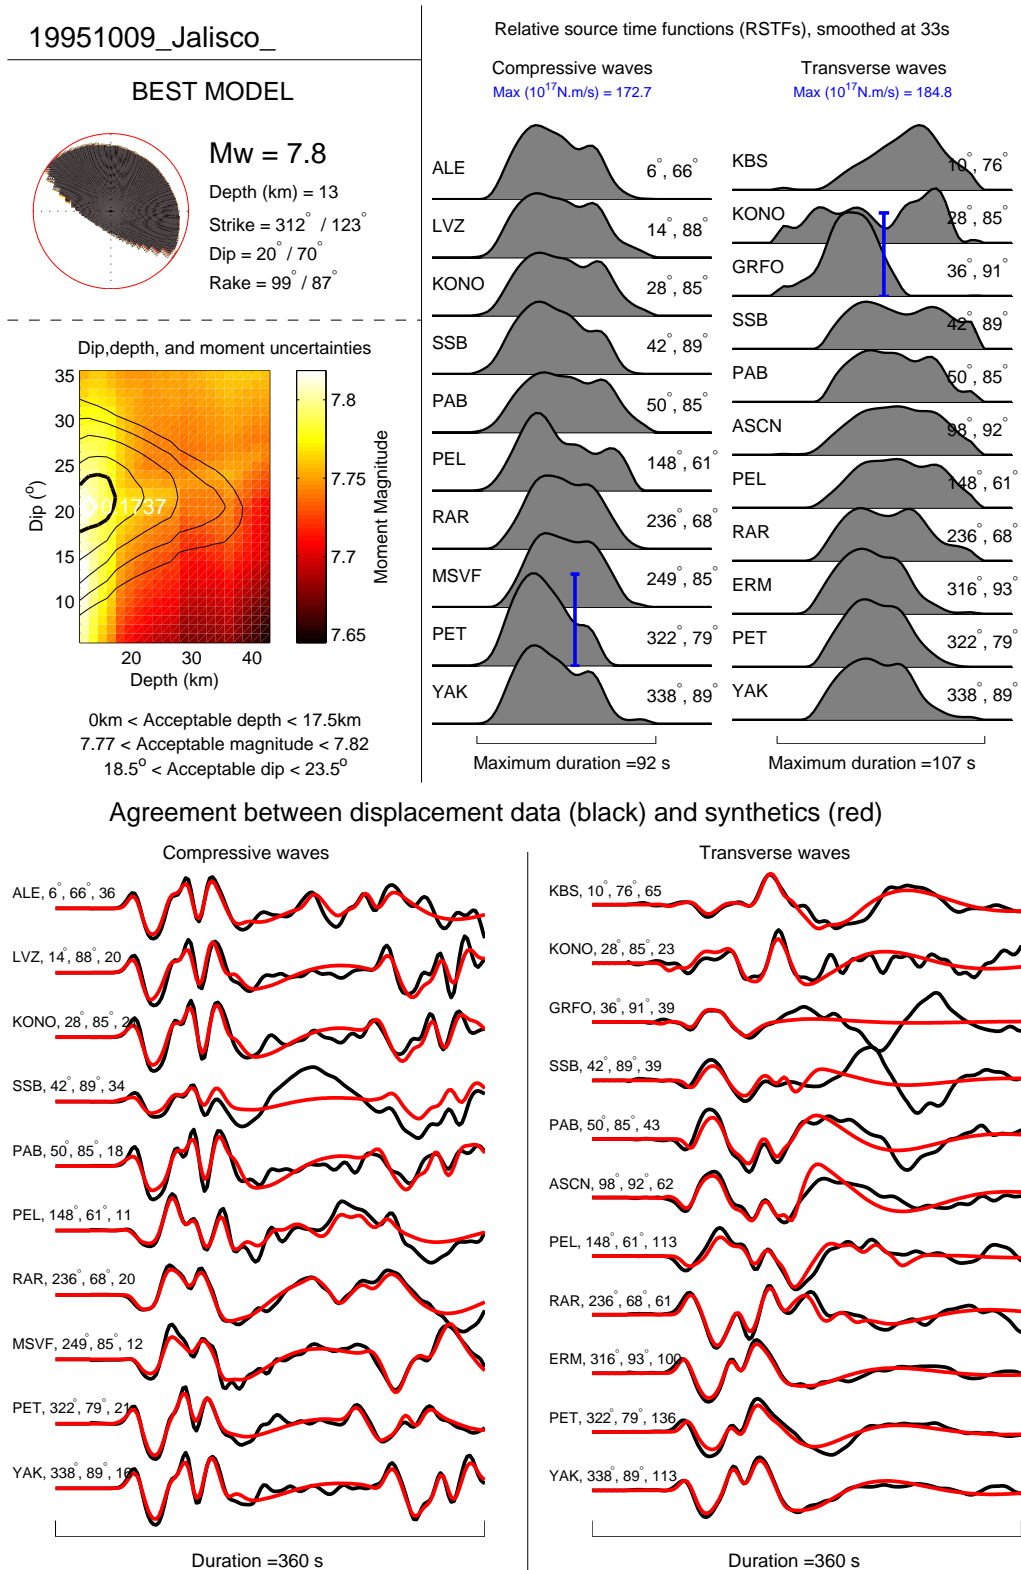 19951009_Jalisco_
BEST MODEL
Mw = 7.8
Depth (km) = 13
Strike = 312° / 123°
Dip = 20° / 70°
Rake = 99° / 87°
Dip,depth, and moment uncertainties
35
30
25
20
15
10
Dip (°)
0.1737
20
30
40
Depth (km)
7.8
7.75
7.7
7.65
Moment Magnitude
0km < Acceptable depth < 17.5km
7.77 < Acceptable magnitude < 7.82
18.5° < Acceptable dip < 23.5°
Relative source time functions (RSTFs), smoothed at 33s
Compressive waves
Max (10^17N.m/s) = 172.7
ALE 6°, 66°
LVZ 14°, 88°
KONO 28°, 85°
SSB 42°, 89°
PAB 50°, 85°
PEL 148°, 61°
RAR 236°, 68°
MSVF 249°, 85°
PET 322°, 79°
YAK 338°, 89°
Maximum duration =92 s
Transverse waves
Max (10^17N.m/s) = 184.8
KBS 10°, 76°
KONO 28°, 85°
GRFO 36°, 91°
SSB 42°, 89°
PAB 50°, 85°
ASCN 98°, 92°
PEL 148°, 61°
RAR 236°, 68°
ERM 316°, 93°
PET 322°, 79°
YAK 338°, 89°
Maximum duration =107 s
Agreement between displacement data (black) and synthetics (red)
Compressive waves
ALE, 6°, 66°, 36
LVZ, 14°, 88°, 20
KONO, 28°, 85°,
SSB, 42°, 89°, 34
PAB, 50°, 85°, 18
PEL, 148°, 61°, 11
RAR, 236°, 68°, 20
MSVF, 249°, 85°, 12
PET, 322°, 79°, 21
YAK, 338°, 89°, 16
Duration =360 s
Transverse waves
KBS, 10°, 76°, 65
KONO, 28°, 85°, 23
GRFO, 36°, 91°, 39
SSB, 42°, 89°, 39
PAB, 50°, 85°, 43
ASCN, 98°, 92°, 62
PEL, 148°, 61°, 113
RAR, 236°, 68°, 61
ERM, 316°, 93°, 100
PET, 322°, 79°, 136
YAK, 338°, 89°, 113
Duration =360 s